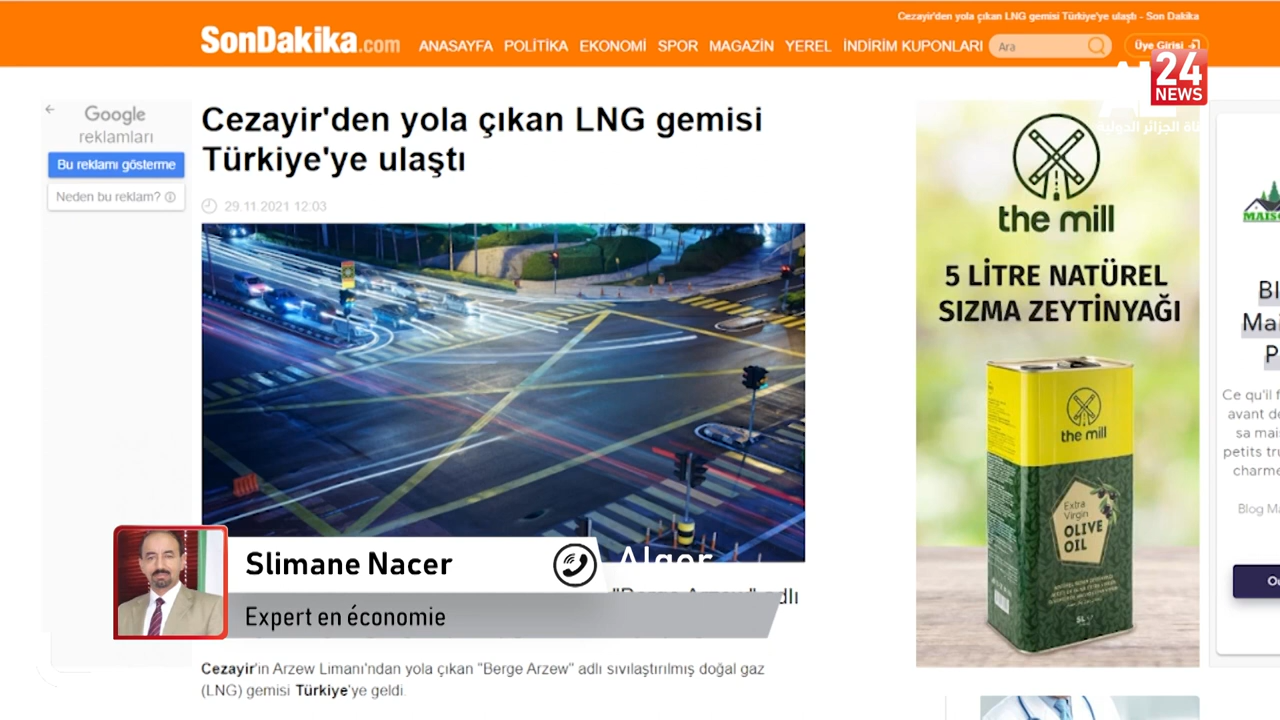 Cezayir'den yola çıkan LNG gemisi Türkiye'ye ulaştı - Son Dakika
SonDakika.com
ANASAYFA POLİTİKA EKONOMİ SPOR MAGAZİN YEREL İNDİRİM KUPONLARI
Ara
Üye Girişi
24
NEWS
Google
reklamları
Bu reklamı gösterme
Neden bu reklam?
Cezayir'den yola çıkan LNG gemisi
Türkiye'ye ulaştı
29.11.2021 12:03
the mill
5 LİTRE NATÜREL
SIZMA ZEYTİNYAĞI
the mill
Extra
Virgin
OLIVE
OIL
5L
Ce qu'il f
avant de
sa mais
petits tru
charme
Blog Ma
Slimane Nacer
Alger
Expert en économie
Cezayir'in Arzew Limanı'ndan yola çıkan "Berge Arzew" adlı sıvılaştırılmış doğal gaz
(LNG) gemisi Türkiye'ye geldi.